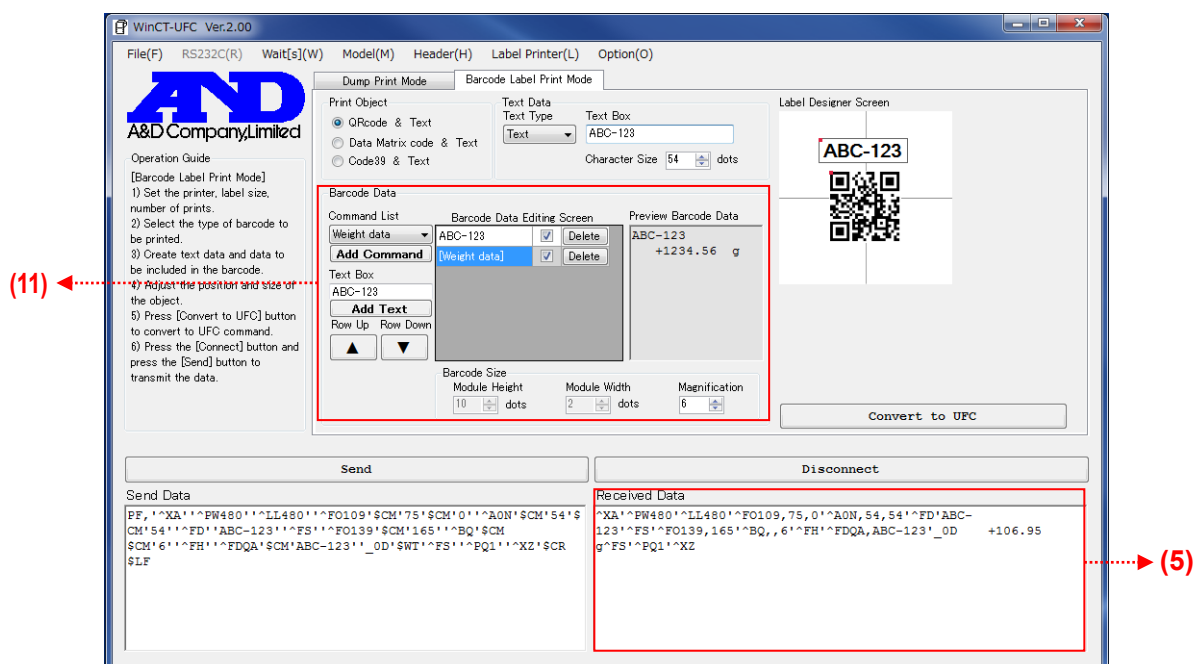 WinCT-UFC Ver.2.00
File(F) RS232C(R) Wait[s](W) Model(M) Header(H) Label Printer(L) Option(O)
AND
A&D Company,Limited
Operation Guide
[Barcode Label Print Mode]
1) Set the printer, label size,
number of prints.
2) Select the type of barcode to
be printed.
3) Create text data and data to
be included in the barcode.
4) Adjust the position and size of
the object.
5) Press [Convert to UFC] button
to convert to UFC command.
6) Press the [Connect] button and
press the [Send] button to
transmit the data.
Dump Print Mode Barcode Label Print Mode
Print Object
QRcode & Text
Data Matrix code & Text
Code39 & Text
Text Data
Text Type Text Box
Text ABC-123
Character Size 54 dots
Label Designer Screen
ABC-123
Barcode Data
Command List Barcode Data Editing Screen Preview Barcode Data
Weight data ABC-123 Delete ABC-123
Add Command [Weight data] Delete +1234.56 g
Text Box
ABC-123
Add Text
Row Up Row Down
▲ ▼
Barcode Size
Module Height Module Width Magnification
10 dots 2 dots 6
Convert to UFC
(11)
Send Disconnect
Send Data
PF,'^XA''^PW480''^LL480''^FO109'$CM'75'$CM'0''^A0N'$CM'54'$
CM'54''^FD''ABC-123''^FS''^FO139'$CM'165''^BQ'$CM
$CM'6''^FH''^FDQA'$CM'ABC-123''_0D'$WT'^FS''^PQ1''^XZ'$CR
$LF
Received Data
^XA'^PW480'^LL480'^FO109,75,0'^A0N,54,54'^FD'ABC-
123'^FS'^FO139,165'^BQ,,6'^FH'^FDQA,ABC-123'_0D +106.95
g^FS'^PQ1'^XZ
(5)